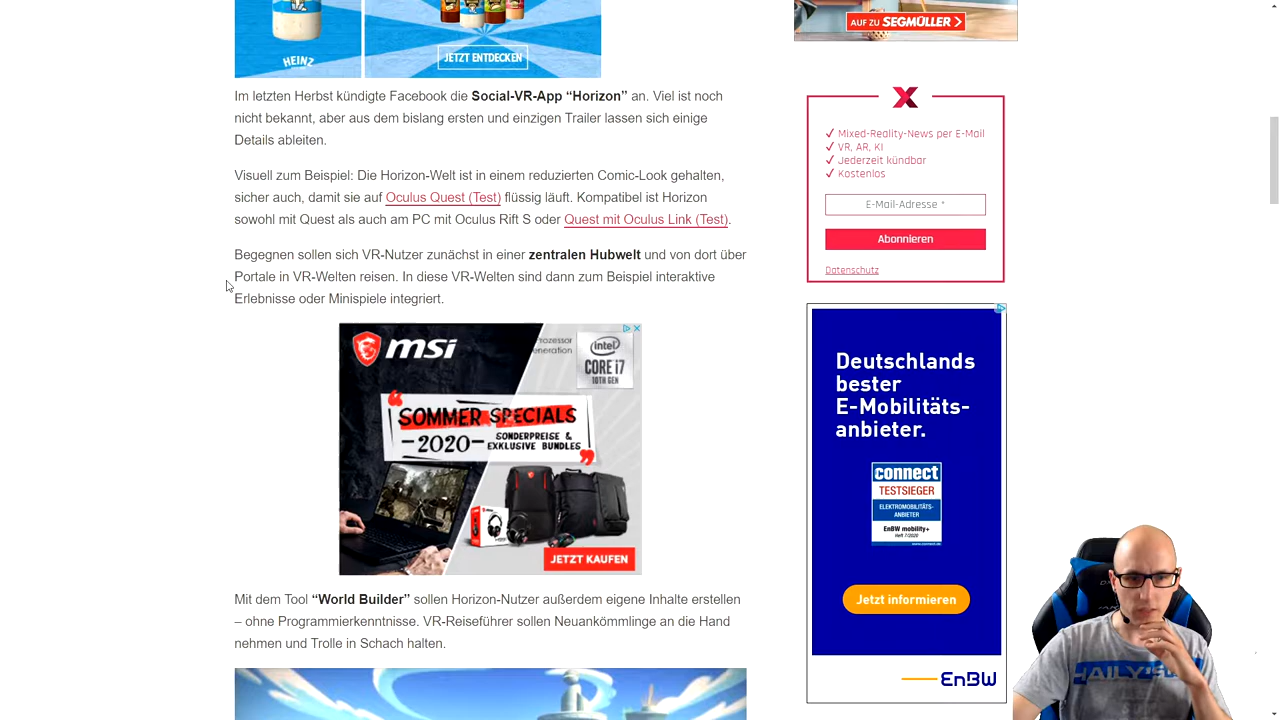 HEINZ
JETZT ENTDECKEN
AUF ZU SEGMÜLLER
Im letzten Herbst kündigte Facebook die Social-VR-App “Horizon” an. Viel ist noch
nicht bekannt, aber aus dem bislang ersten und einzigen Trailer lassen sich einige
Details ableiten.
Visuell zum Beispiel: Die Horizon-Welt ist in einem reduzierten Comic-Look gehalten,
sicher auch, damit sie auf Oculus Quest (Test) flüssig läuft. Kompatibel ist Horizon
sowohl mit Quest als auch am PC mit Oculus Rift S oder Quest mit Oculus Link (Test).
Begegnen sollen sich VR-Nutzer zunächst in einer zentralen Hubwelt und von dort über
Portale in VR-Welten reisen. In diese VR-Welten sind dann zum Beispiel interaktive
Erlebnisse oder Minispiele integriert.
msi
Prozessor
eneration
intel
CORE i7
10TH GEN
SOMMER SPECIALS
-2020-
SONDERPREISE &
EXKLUSIVE BUNDLES
JETZT KAUFEN
Mit dem Tool “World Builder” sollen Horizon-Nutzer außerdem eigene Inhalte erstellen
– ohne Programmierkenntnisse. VR-Reiseführer sollen Neuankömmlinge an die Hand
nehmen und Trolle in Schach halten.
✓ Mixed-Reality-News per E-Mail
✓ VR, AR, KI
✓ Jederzeit kündbar
✓ Kostenlos
E-Mail-Adresse *
Abonnieren
Datenschutz
Deutschlands
bester
E-Mobilitäts-
anbieter.
connect
TESTSIEGER
ELEKTROMOBILITÄTS-
ANBIETER
EnBW mobility+
Heft 7/2020
Jetzt informieren
EnBW